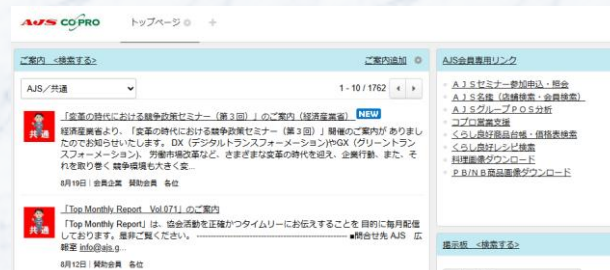 AJS CO·PRO
トップページ
ご案内 <検索する>
ご案内追加
AJS／共通
1 - 10 / 1762
共通
「変革の時代における競争政策セミナー（第３回）」のご案内（経済産業省） NEW
経済産業省より、「変革の時代における競争政策セミナー（第３回）」開催のご案内が ありまし
たのでお知らせいたします。DX（デジタルトランスフォーメーション)やGX（グリーントラン
スフォーメーション)、 労働市場改革など、さまざまな変革の時代を迎え、企業行動、また、そ
れを取り巻く 競争環境も大きく変...
8月19日｜会員企業 賛助会員 各位
共通
「Top Monthly Report　Vol.071」のご案内
「Top Monthly Report」は、協会活動を正確かつタイムリーにお伝えすることを 目的に毎月配信
しております。是非ご覧ください。 -------------------------------------------------- ■問合せ先 AJS　広
報室 info@ajs.g...
8月12日｜賛助会員 各位
AJS会員専用リンク
ＡＪＳセミナー参加申込・照会
ＡＪＳ名鑑（店舗検索・会員検索）
ＡＪＳグループＰＯＳ分析
コプロ営業支援
くらし良好商品台帳・価格表検索
くらし良好レシピ検索
料理画像ダウンロード
ＰＢ/ＮＢ商品画像ダウンロード
掲示板 <検索する>